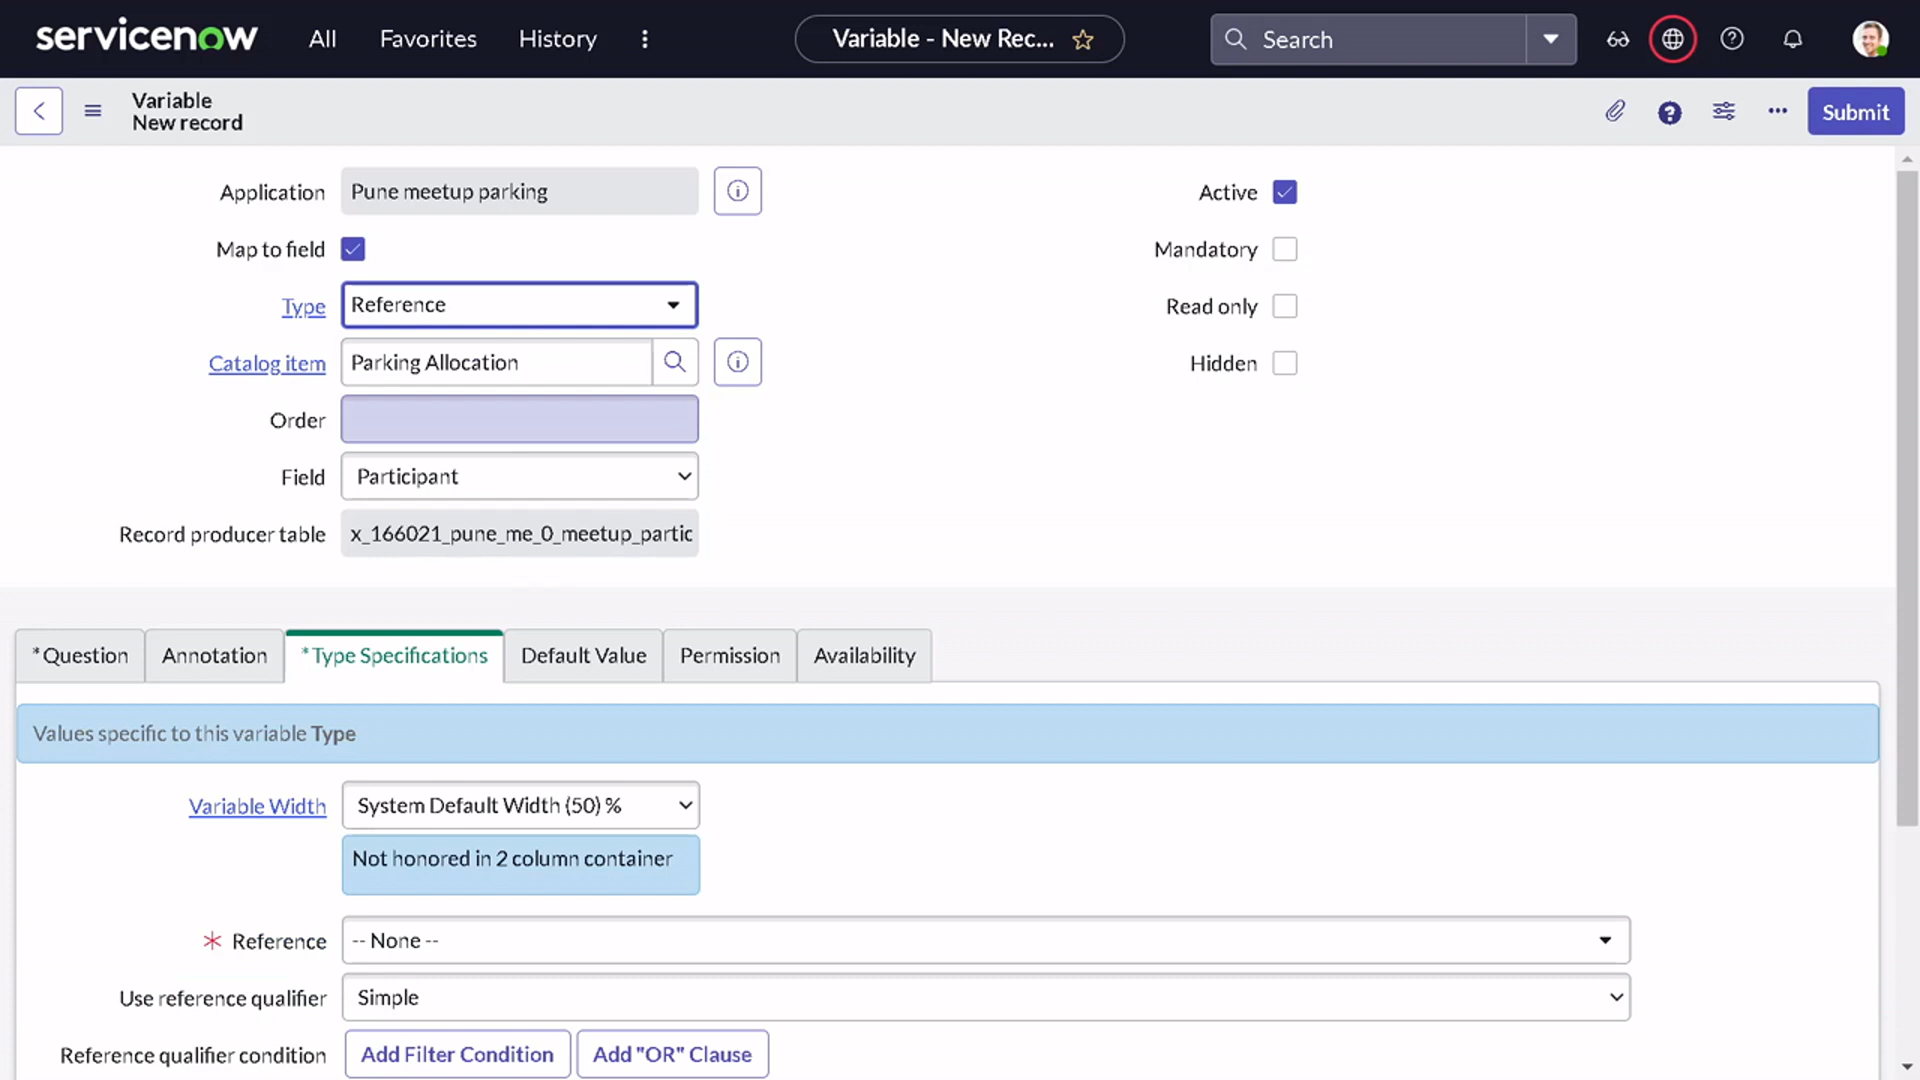 servicenow
All
Favorites
History
Variable - New Rec...
Search
Variable
New record
Submit
Application
Pune meetup parking
Active
Map to field
Mandatory
Type
Reference
Read only
Catalog item
Parking Allocation
Hidden
Order
Field
Participant
Record producer table
x_166021_pune_me_0_meetup_partic
*Question
Annotation
*Type Specifications
Default Value
Permission
Availability
Values specific to this variable Type
Variable Width
System Default Width (50) %
Not honored in 2 column container
* Reference
-- None --
Use reference qualifier
Simple
Reference qualifier condition
Add Filter Condition
Add "OR" Clause